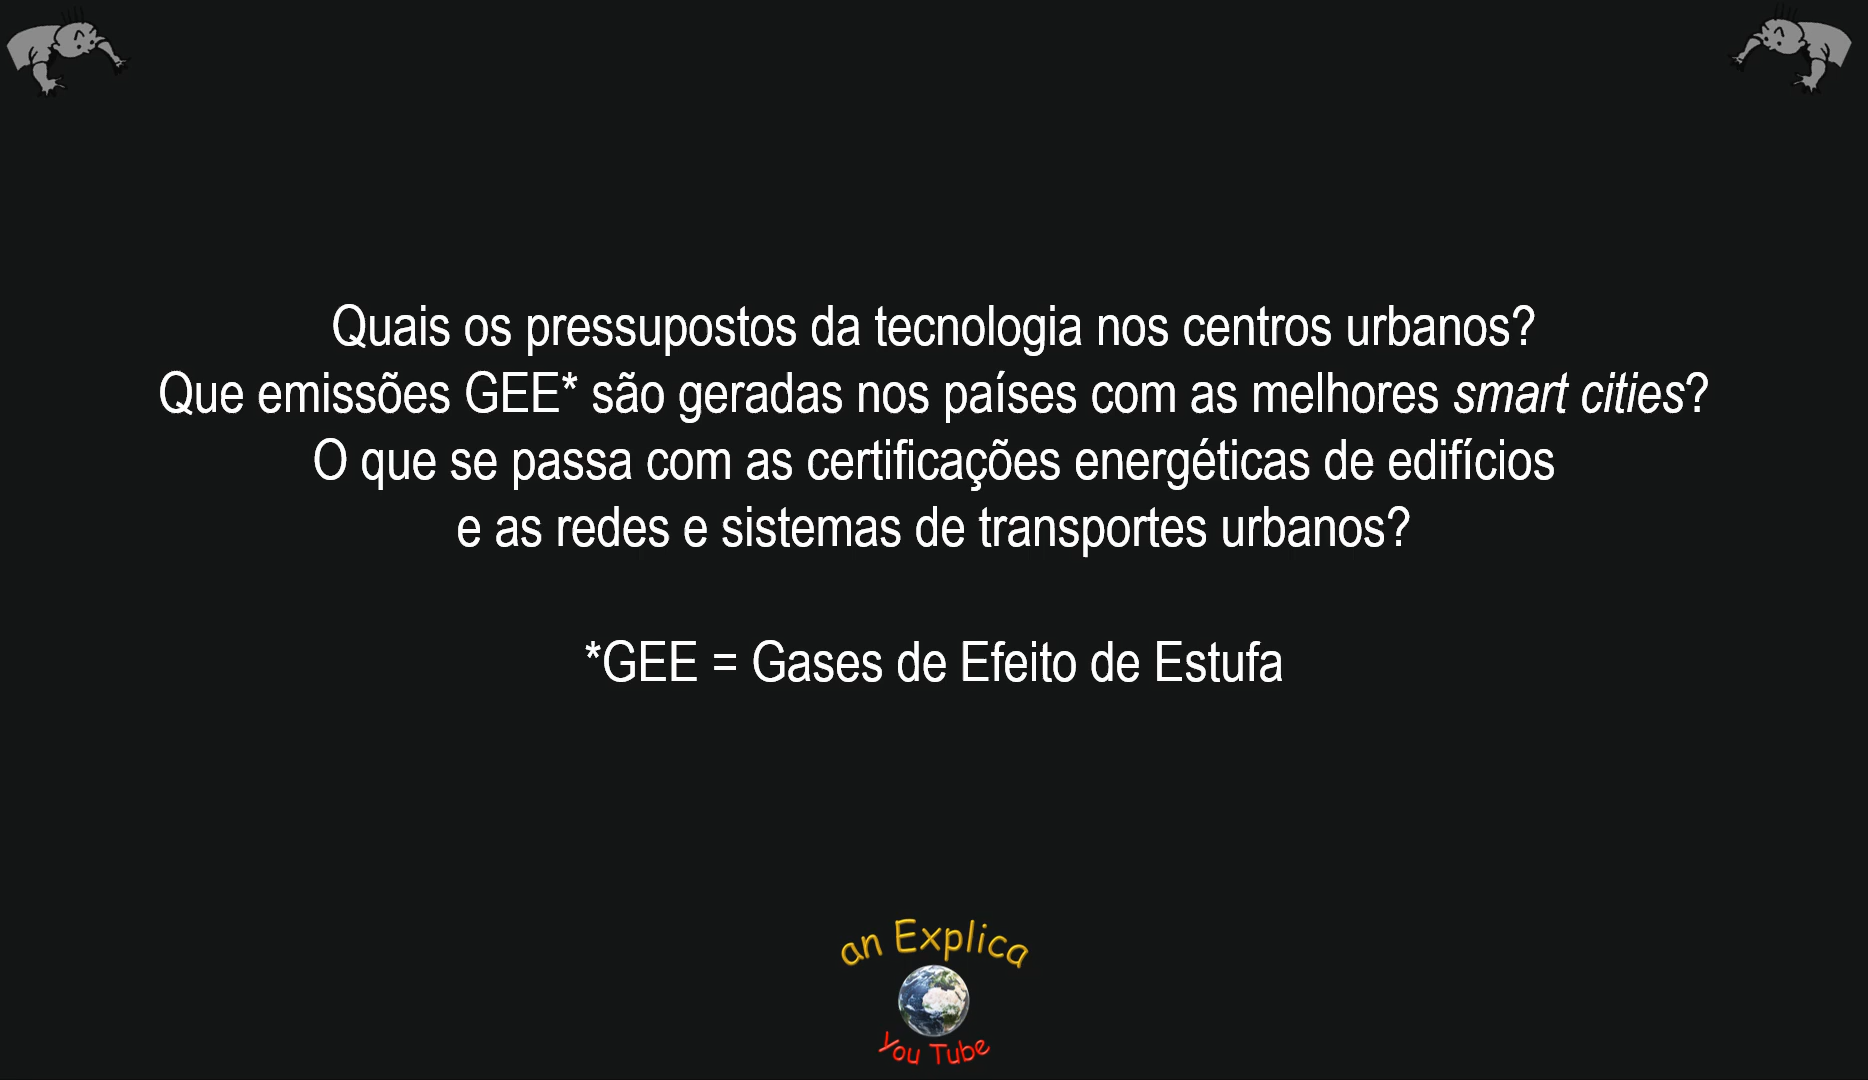 Quais os pressupostos da tecnologia nos centros urbanos?
Que emissões GEE* são geradas nos países com as melhores smart cities?
O que se passa com as certificações energéticas de edifícios
e as redes e sistemas de transportes urbanos?
*GEE = Gases de Efeito de Estufa
an Explica
You Tube